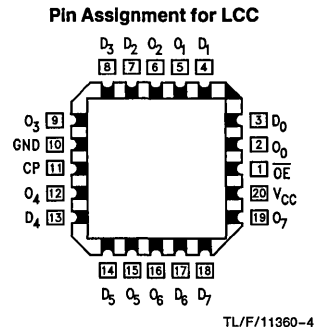 Pin Assignment for LCC
D3 D2 O2 O1 D1
8 7 6 5 4
O3 9 3 D0
GND 10 2 O0
CP 11 1 O̅E̅
O4 12 20 VCC
D4 13 19 O7
14 15 16 17 18
D5 O5 O6 D6 D7
TL/F/11360-4